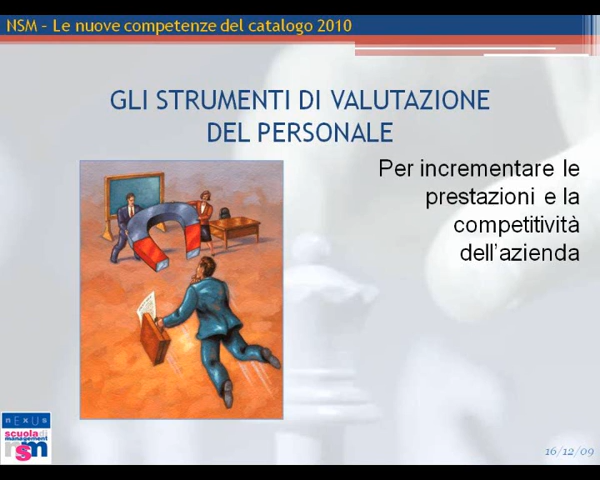 NSM – Le nuove competenze del catalogo 2010
GLI STRUMENTI DI VALUTAZIONE
DEL PERSONALE
Per incrementare le
prestazioni e la
competitività
dell'azienda
nexus
scuola di
management
nsm
16/12/09